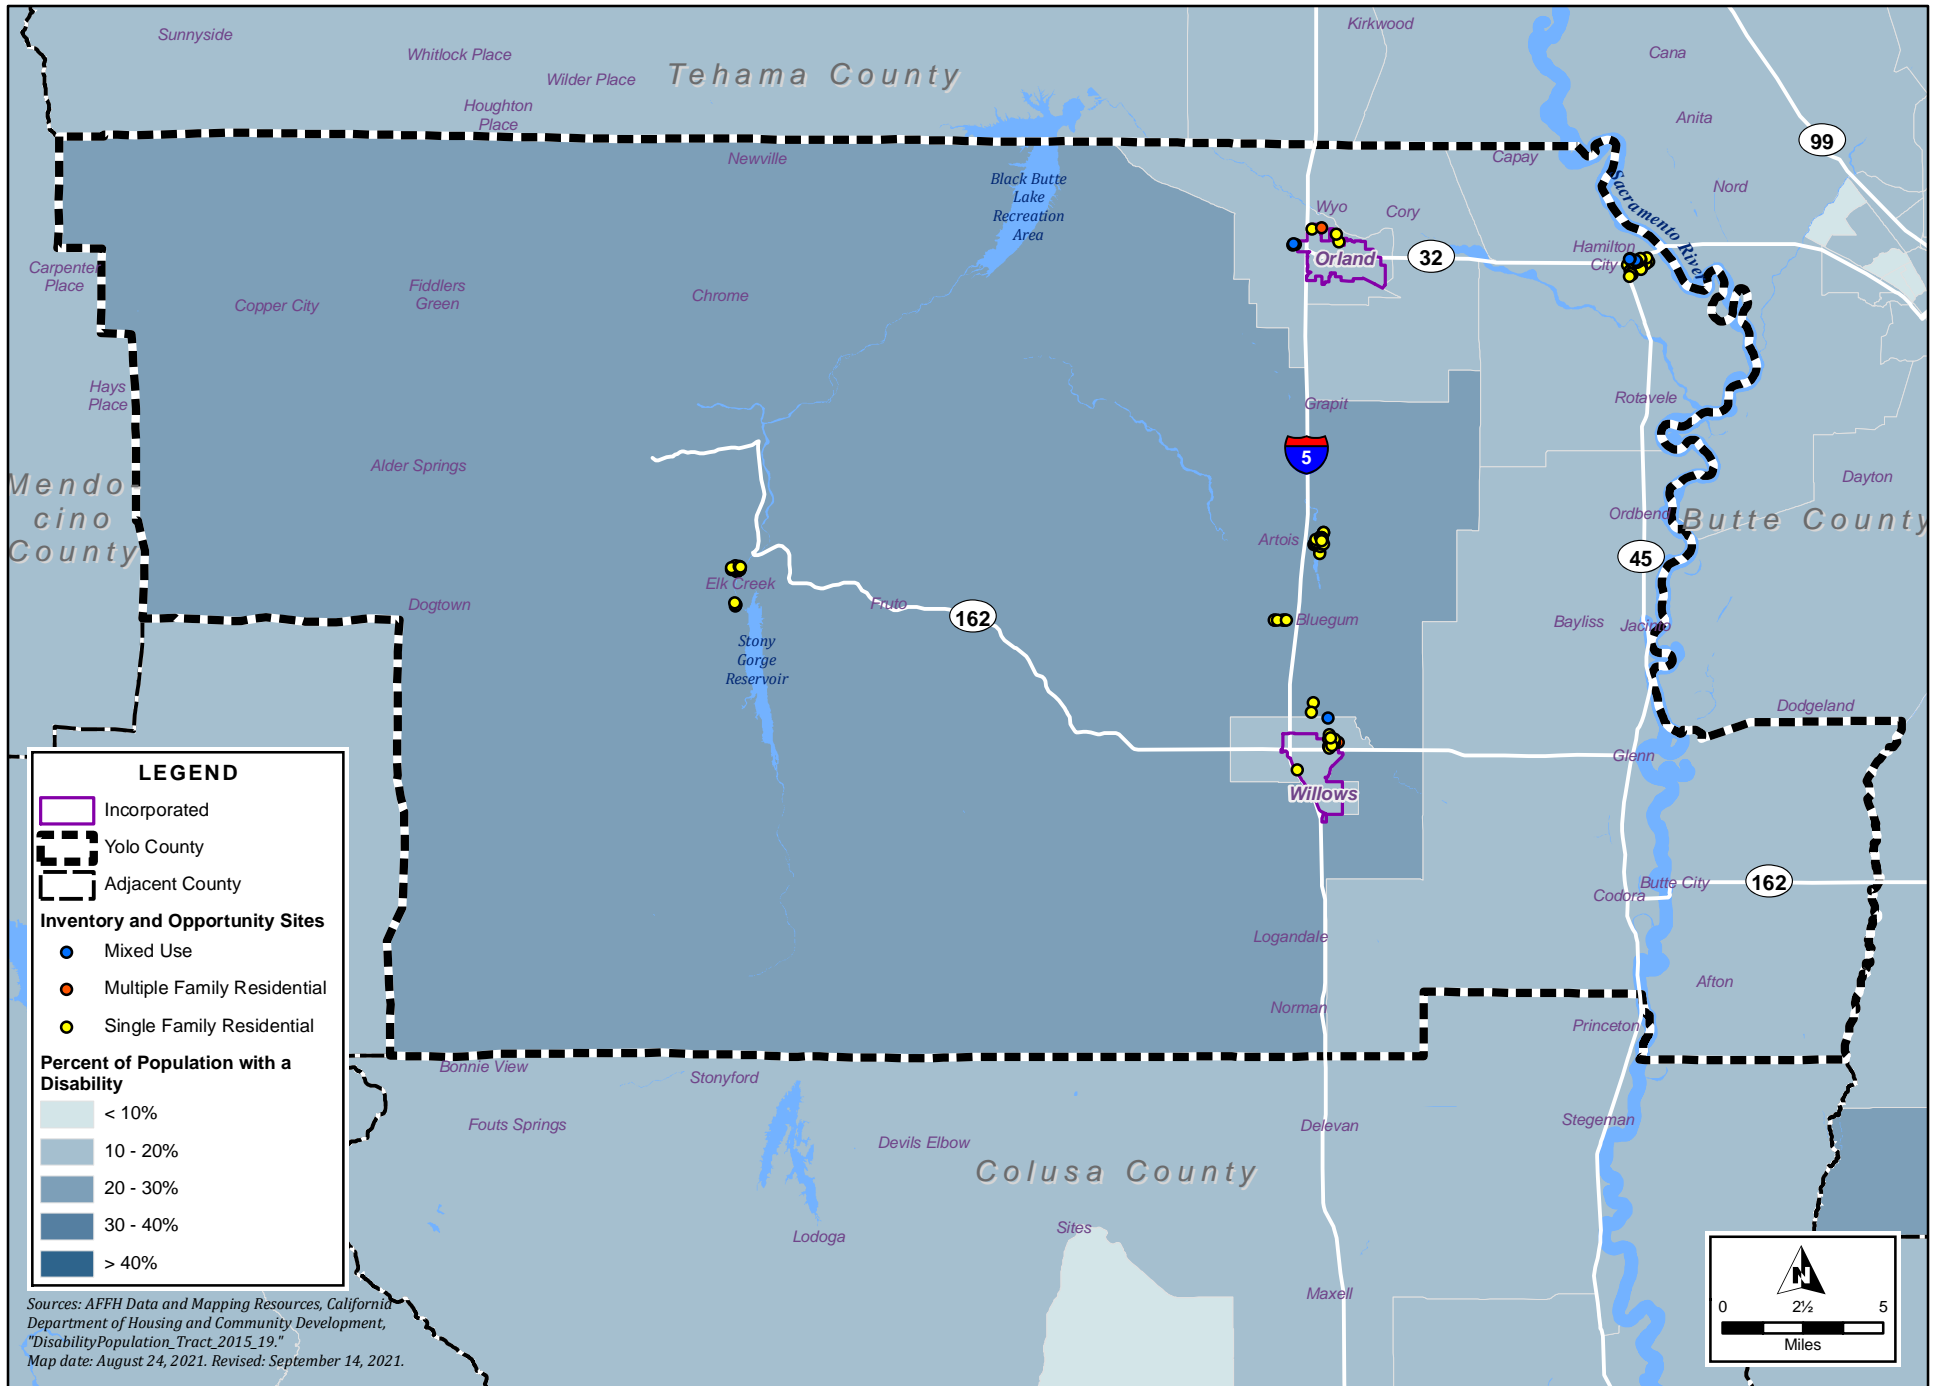 Sunnyside
Whitlock Place
Wilder Place
Houghton
Place
Tehama County
Kirkwood
Cana
Anita
99
Newville
Capay
Nord
Black Butte
Lake
Recreation
Area
Wyo
Cory
Sacramento River
Hamilton
City
Orland
32
Carpenter
Place
Copper City
Fiddlers
Green
Chrome
Hays
Place
Grapit
Rotavele
5
Alder Springs
Mendo
cino
County
Dayton
Ordbend
Butte County
Artois
45
Elk Creek
Dogtown
Fruto
162
Bluegum
Bayliss
Jacinto
Stony
Gorge
Reservoir
Dodgeland
Glenn
Willows
Butte City
162
Codora
Logandale
Afton
Norman
Princeton
Bonnie View
Stonyford
Fouts Springs
Devils Elbow
Delevan
Stegeman
Colusa County
Sites
Lodoga
Maxell
LEGEND
Incorporated
Yolo County
Adjacent County
Inventory and Opportunity Sites
Mixed Use
Multiple Family Residential
Single Family Residential
Percent of Population with a
Disability
< 10%
10 - 20%
20 - 30%
30 - 40%
> 40%
Sources: AFFH Data and Mapping Resources, California
Department of Housing and Community Development,
"DisabilityPopulation_Tract_2015_19."
Map date: August 24, 2021. Revised: September 14, 2021.
N
0 2½ 5
Miles